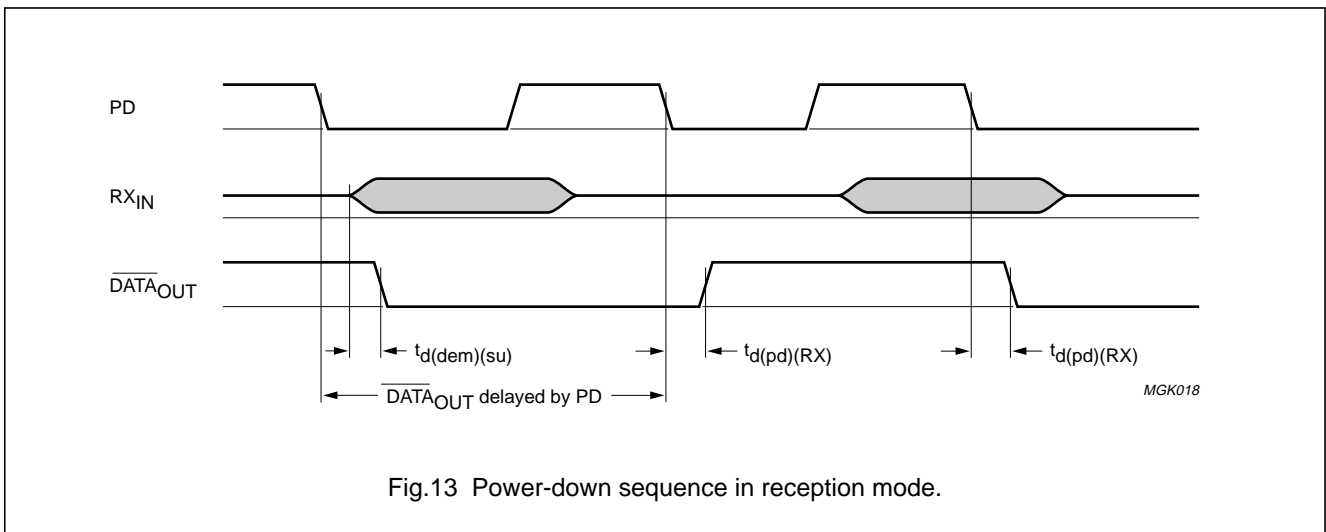 PD
RXIN
DATAOUT
td(dem)(su)
td(pd)(RX)
td(pd)(RX)
DATAOUT delayed by PD
MGK018
Fig.13 Power-down sequence in reception mode.